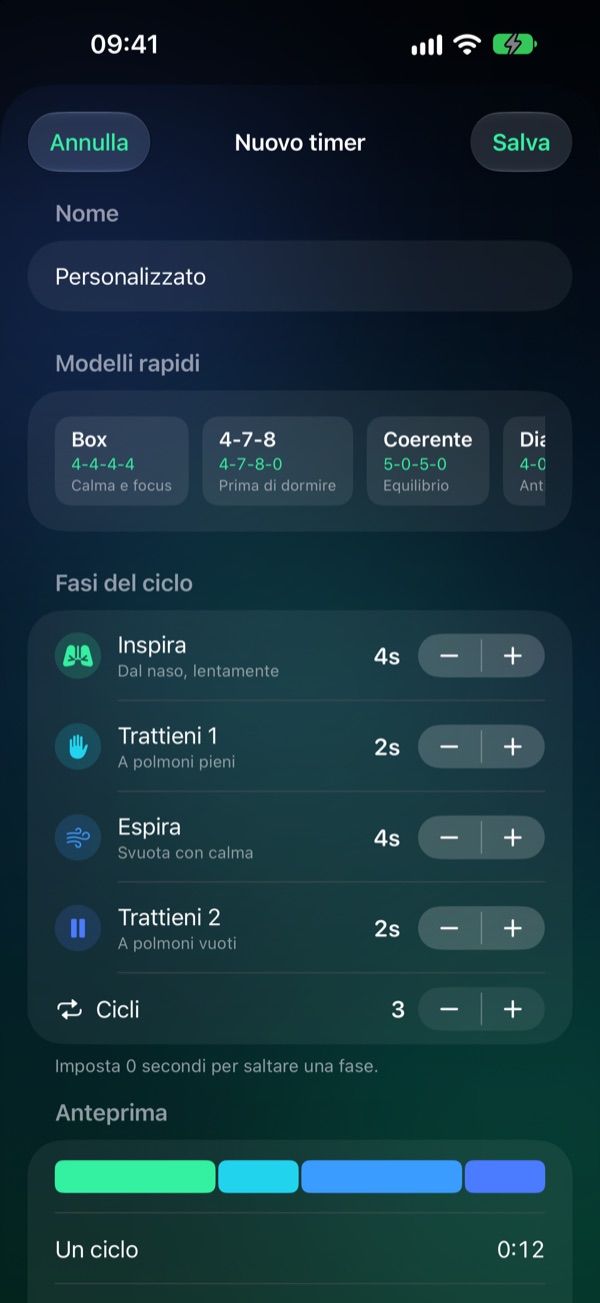 09:41
Annulla
Nuovo timer
Salva
Nome
Personalizzato
Modelli rapidi
Box
4-4-4-4
Calma e focus
4-7-8
4-7-8-0
Prima di dormire
Coerente
5-0-5-0
Equilibrio
Fasi del ciclo
Inspira
Dal naso, lentamente
4s
− +
Trattieni 1
A polmoni pieni
2s
− +
Espira
Svuota con calma
4s
− +
Trattieni 2
A polmoni vuoti
2s
− +
Cicli
3
− +
Imposta 0 secondi per saltare una fase.
Anteprima
Un ciclo
0:12